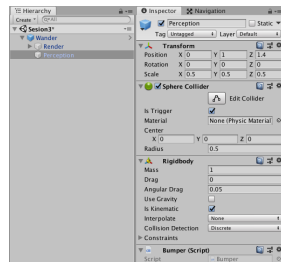 Hierarchy
Create
All
Sesion3*
Wander
Render
Perception
Inspector
Navigation
Perception
Static
Tag Untagged Layer Default
Transform
Position X 0 Y 1 Z 1.4
Rotation X 0 Y 0 Z 0
Scale X 0.5 Y 0.5 Z 0.5
Sphere Collider
Edit Collider
Is Trigger
Material None (Physic Material)
Center
X 0 Y 0 Z 0
Radius 0.5
Rigidbody
Mass 1
Drag 0
Angular Drag 0.05
Use Gravity
Is Kinematic
Interpolate None
Collision Detection Discrete
Constraints
Bumper (Script)
Script Bumper